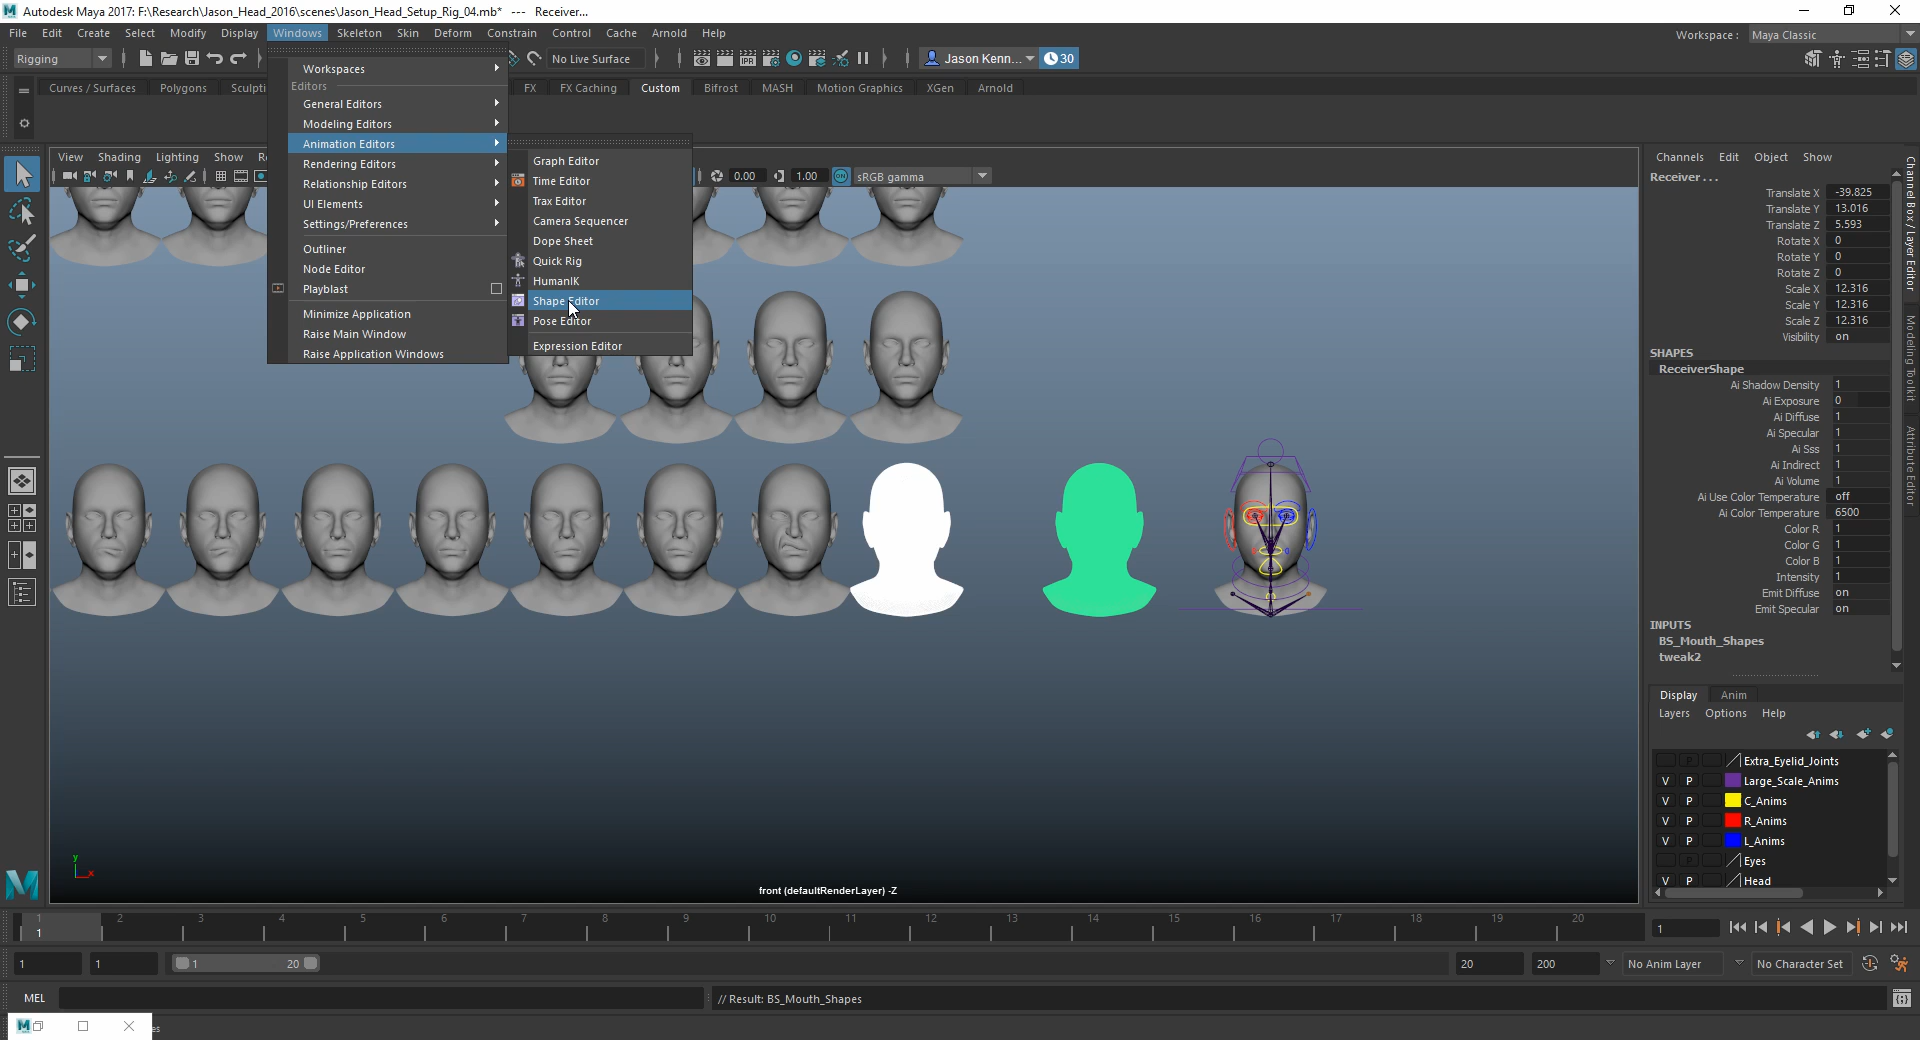 Autodesk Maya 2017: F:\Research\Jason_Head_2016\scenes\Jason_Head_Setup_Rig_04.mb* --- Receiver...
File Edit Create Select Modify Display Windows Skeleton Skin Deform Constrain Control Cache Arnold Help
Workspace : Maya Classic
Rigging
No Live Surface
IPR
Jason Kenn...
30
Curves / Surfaces Polygons Sculpti FX FX Caching Custom Bifrost MASH Motion Graphics XGen Arnold
Workspaces
Editors
General Editors
Modeling Editors
Animation Editors
Rendering Editors
Relationship Editors
UI Elements
Settings/Preferences
Outliner
Node Editor
Playblast
Minimize Application
Raise Main Window
Raise Application Windows
Graph Editor
Time Editor
Trax Editor
Camera Sequencer
Dope Sheet
Quick Rig
HumanIK
Shape Editor
Pose Editor
Expression Editor
View Shading Lighting Show Re
0.00 1.00 ON sRGB gamma
front (defaultRenderLayer) -Z
y
x
Channels Edit Object Show
Receiver . . .
Translate X -39.825
Translate Y 13.016
Translate Z 5.593
Rotate X 0
Rotate Y 0
Rotate Z 0
Scale X 12.316
Scale Y 12.316
Scale Z 12.316
Visibility on
SHAPES
ReceiverShape
Ai Shadow Density 1
Ai Exposure 0
Ai Diffuse 1
Ai Specular 1
Ai Sss 1
Ai Indirect 1
Ai Volume 1
Ai Use Color Temperature off
Ai Color Temperature 6500
Color R 1
Color G 1
Color B 1
Intensity 1
Emit Diffuse on
Emit Specular on
INPUTS
BS_Mouth_Shapes
tweak2
Channel Box / Layer Editor
Modeling Toolkit
Attribute Editor
Display Anim
Layers Options Help
P Extra_Eyelid_Joints
V P Large_Scale_Anims
V P C_Anims
V P R_Anims
V P L_Anims
P Eyes
V P Head
1 2 3 4 5 6 7 8 9 10 11 12 13 14 15 16 17 18 19 20
1
1
1 1 1 20 20 200 No Anim Layer No Character Set
MEL // Result: BS_Mouth_Shapes
es